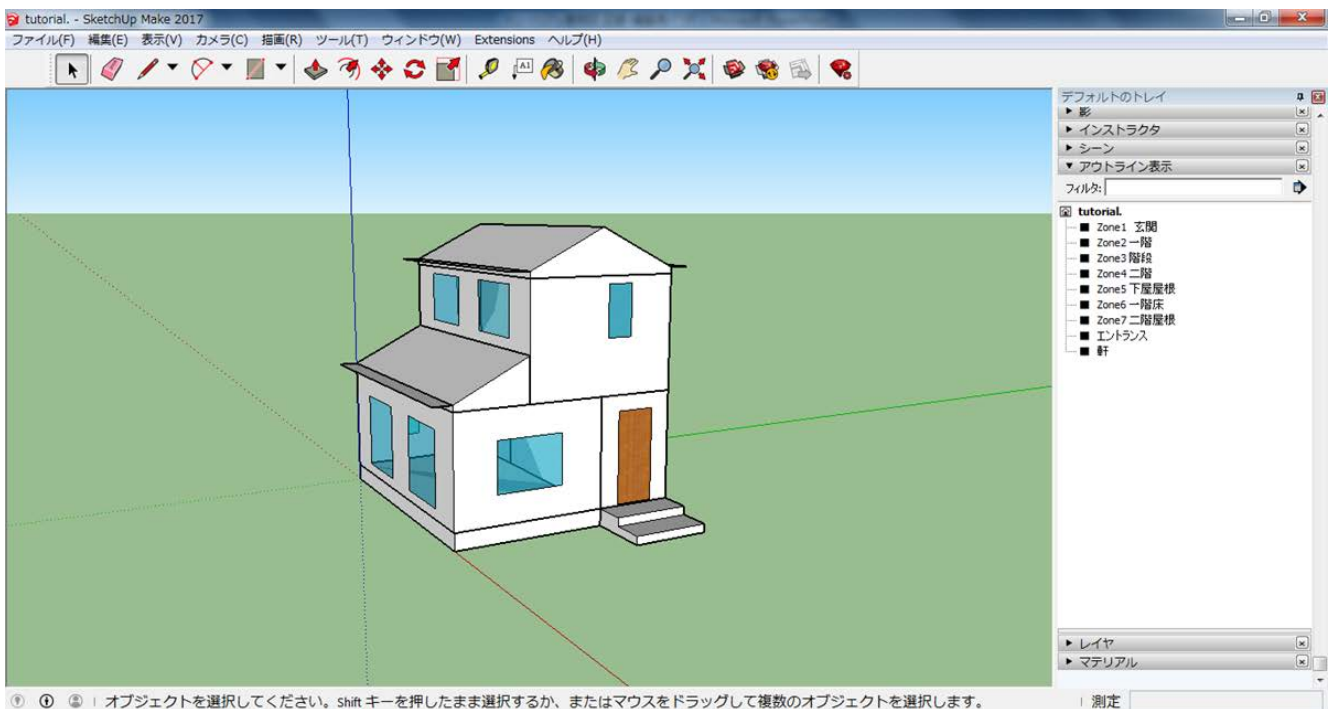 tutorial. - SketchUp Make 2017
ファイル(F) 編集(E) 表示(V) カメラ(C) 描画(R) ツール(T) ウィンドウ(W) Extensions ヘルプ(H)
A1
デフォルトのトレイ
影
インストラクタ
シーン
アウトライン表示
フィルタ:
tutorial.
Zone1 玄関
Zone2 一階
Zone3 階段
Zone4 二階
Zone5 下屋屋根
Zone6 一階床
Zone7 二階屋根
エントランス
軒
レイヤ
マテリアル
オブジェクトを選択してください。Shift キーを押したまま選択するか、またはマウスをドラッグして複数のオブジェクトを選択します。
測定